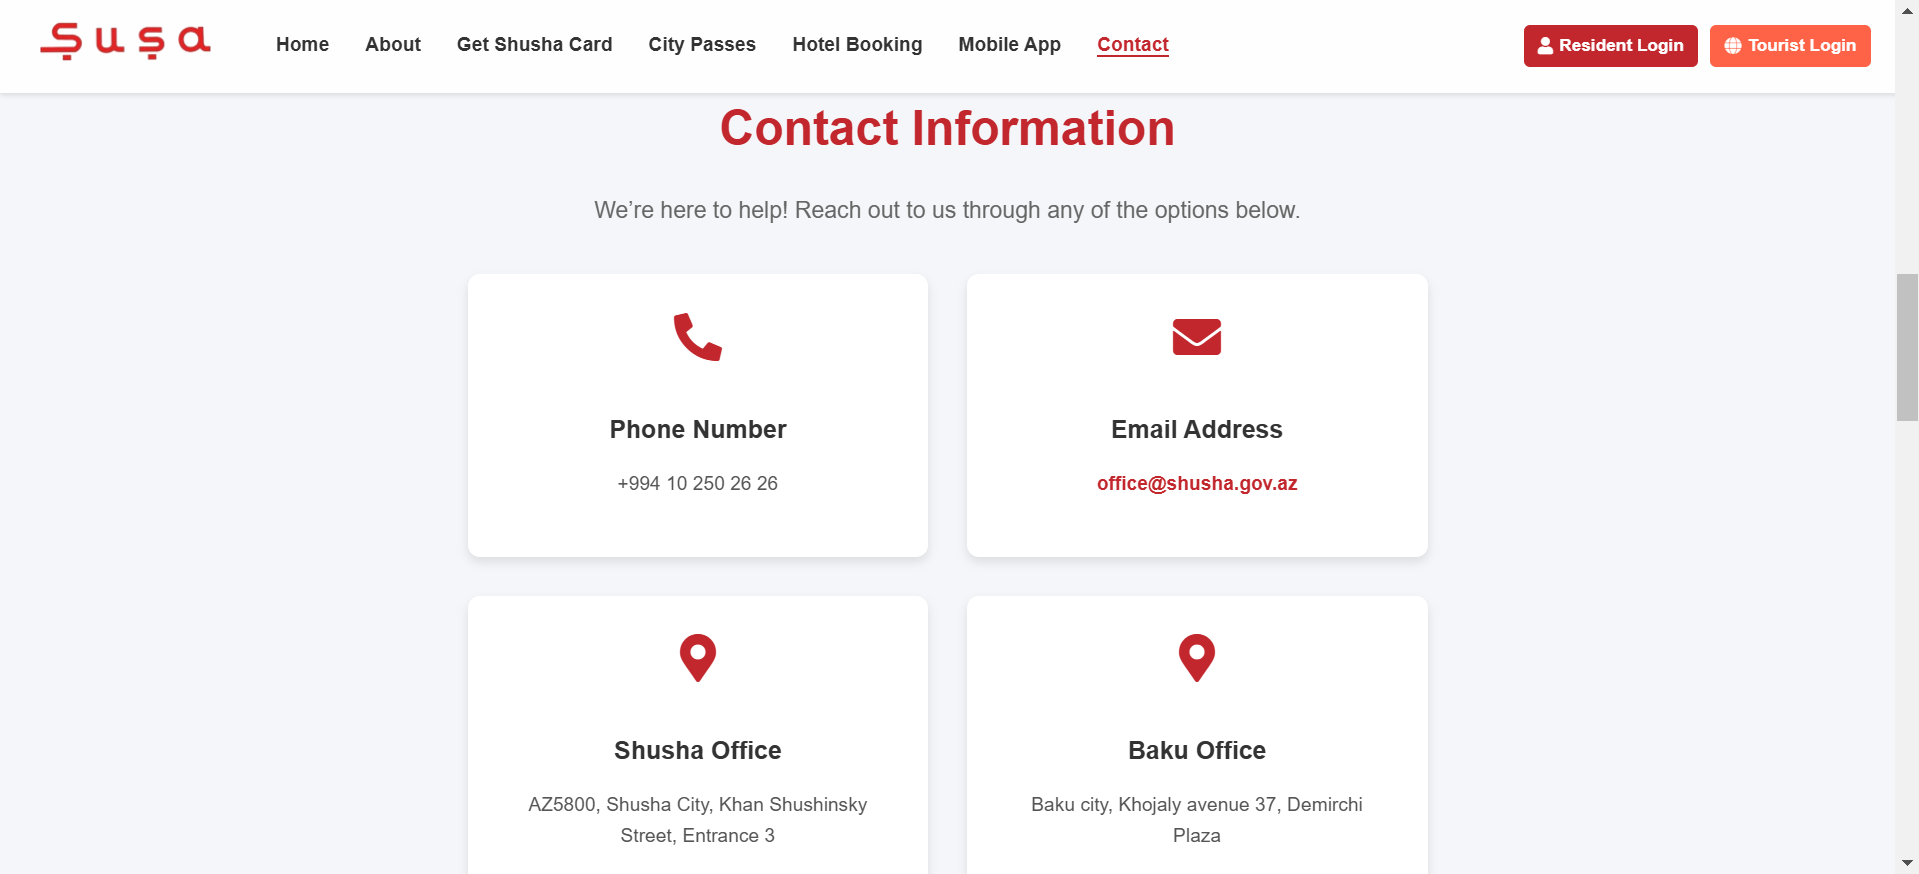 Şuşa
Home
About
Get Shusha Card
City Passes
Hotel Booking
Mobile App
Contact
Resident Login
Tourist Login
Contact Information
We’re here to help! Reach out to us through any of the options below.
Phone Number
+994 10 250 26 26
Email Address
office@shusha.gov.az
Shusha Office
AZ5800, Shusha City, Khan Shushinsky
Street, Entrance 3
Baku Office
Baku city, Khojaly avenue 37, Demirchi
Plaza